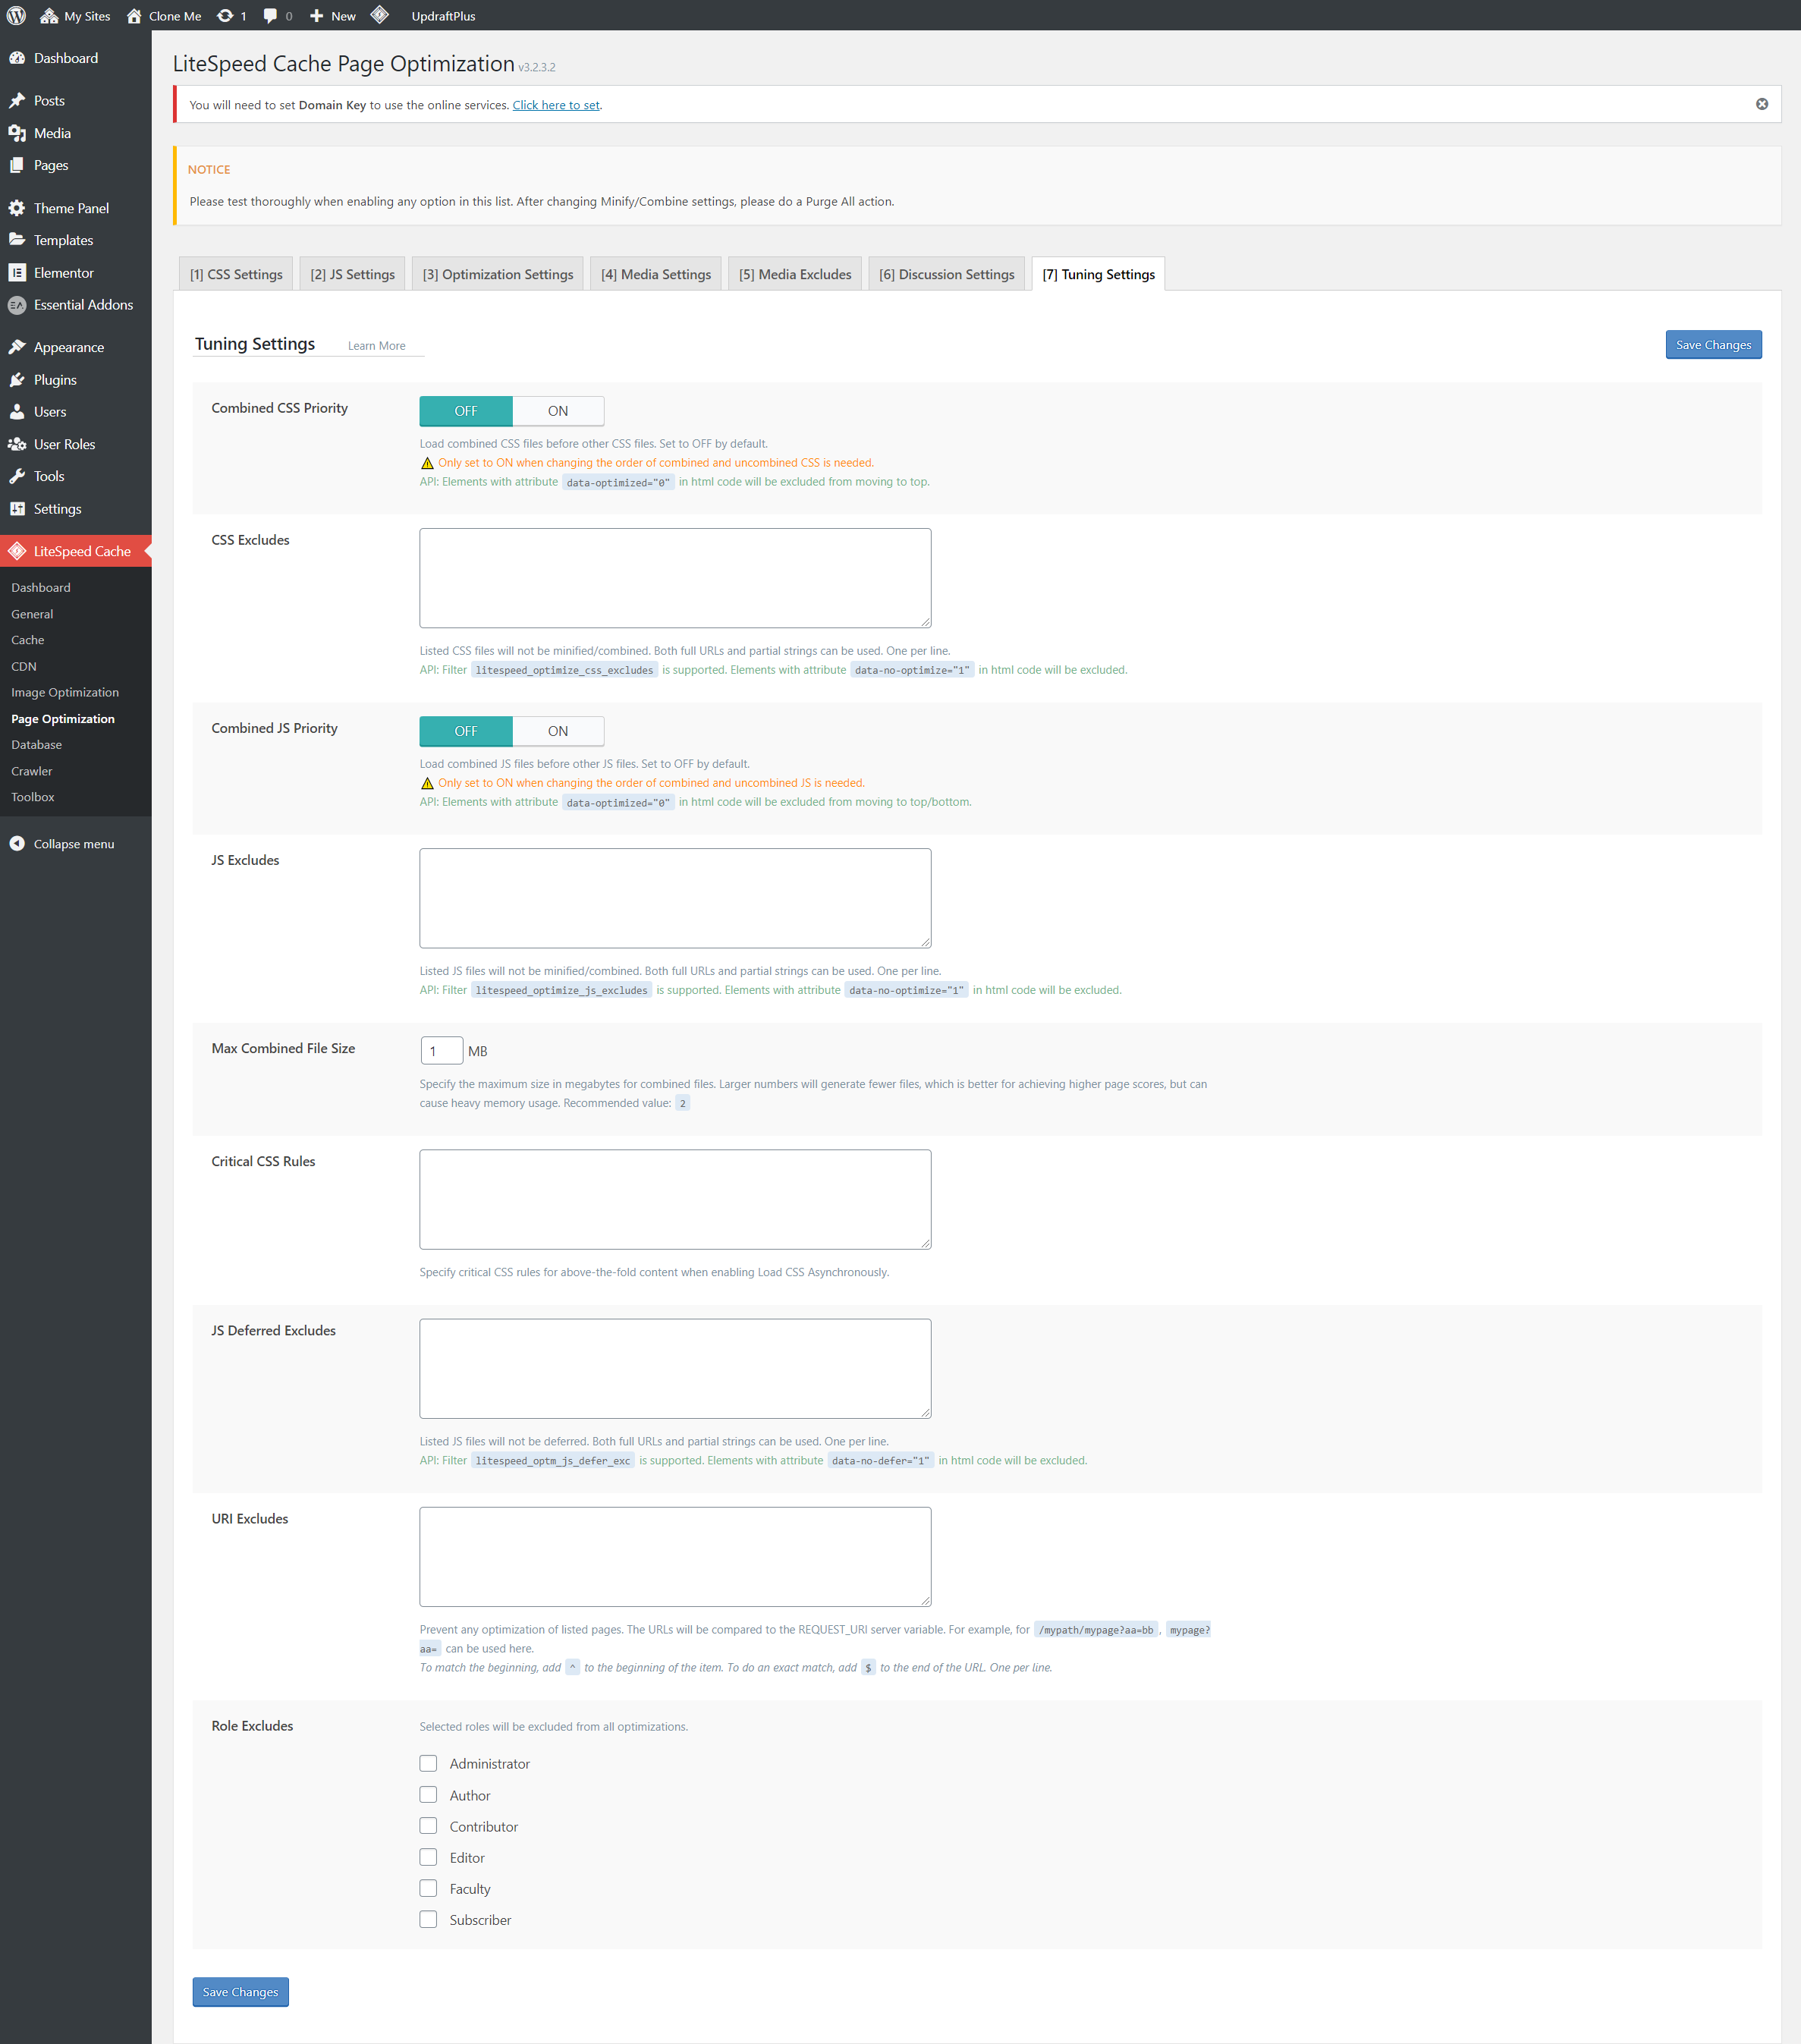 My Sites Clone Me 1 0 New UpdraftPlus
Dashboard
Posts
Media
Pages
Theme Panel
Templates
Elementor
Essential Addons
Appearance
Plugins
Users
User Roles
Tools
Settings
LiteSpeed Cache
Dashboard
General
Cache
CDN
Image Optimization
Page Optimization
Database
Crawler
Toolbox
Collapse menu
LiteSpeed Cache Page Optimization v3.2.3.2
You will need to set Domain Key to use the online services. Click here to set.
NOTICE
Please test thoroughly when enabling any option in this list. After changing Minify/Combine settings, please do a Purge All action.
[1] CSS Settings [2] JS Settings [3] Optimization Settings [4] Media Settings [5] Media Excludes [6] Discussion Settings [7] Tuning Settings
Tuning Settings Learn More Save Changes
Combined CSS Priority OFF ON
Load combined CSS files before other CSS files. Set to OFF by default.
Only set to ON when changing the order of combined and uncombined CSS is needed.
API: Elements with attribute data-optimized="0" in html code will be excluded from moving to top.
CSS Excludes
Listed CSS files will not be minified/combined. Both full URLs and partial strings can be used. One per line.
API: Filter litespeed_optimize_css_excludes is supported. Elements with attribute data-no-optimize="1" in html code will be excluded.
Combined JS Priority OFF ON
Load combined JS files before other JS files. Set to OFF by default.
Only set to ON when changing the order of combined and uncombined JS is needed.
API: Elements with attribute data-optimized="0" in html code will be excluded from moving to top/bottom.
JS Excludes
Listed JS files will not be minified/combined. Both full URLs and partial strings can be used. One per line.
API: Filter litespeed_optimize_js_excludes is supported. Elements with attribute data-no-optimize="1" in html code will be excluded.
Max Combined File Size 1 MB
Specify the maximum size in megabytes for combined files. Larger numbers will generate fewer files, which is better for achieving higher page scores, but can
cause heavy memory usage. Recommended value: 2
Critical CSS Rules
Specify critical CSS rules for above-the-fold content when enabling Load CSS Asynchronously.
JS Deferred Excludes
Listed JS files will not be deferred. Both full URLs and partial strings can be used. One per line.
API: Filter litespeed_optm_js_defer_exc is supported. Elements with attribute data-no-defer="1" in html code will be excluded.
URI Excludes
Prevent any optimization of listed pages. The URLs will be compared to the REQUEST_URI server variable. For example, for /mypath/mypage?aa=bb, mypage?
aa= can be used here.
To match the beginning, add ^ to the beginning of the item. To do an exact match, add $ to the end of the URL. One per line.
Role Excludes Selected roles will be excluded from all optimizations.
Administrator
Author
Contributor
Editor
Faculty
Subscriber
Save Changes